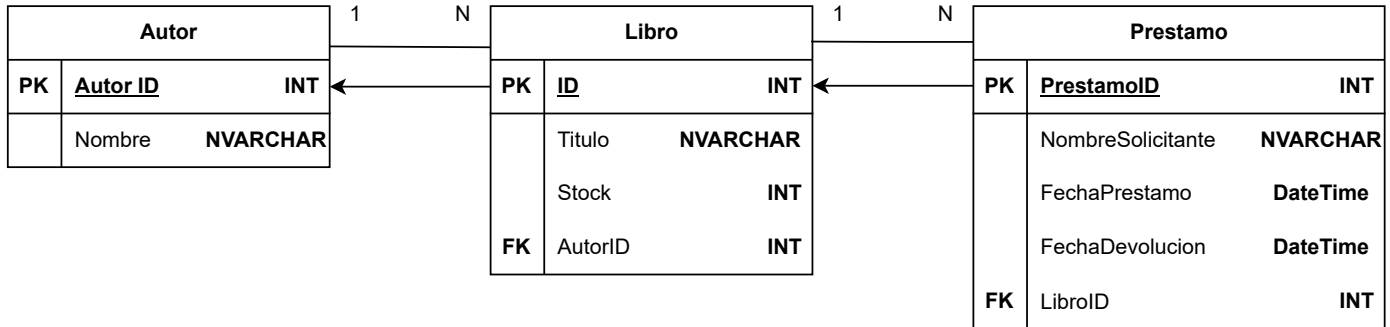 1 N 1 N
Autor
PK Autor ID INT
Nombre NVARCHAR
Libro
PK ID INT
Titulo NVARCHAR
Stock INT
FK AutorID INT
Prestamo
PK PrestamoID INT
NombreSolicitante NVARCHAR
FechaPrestamo DateTime
FechaDevolucion DateTime
FK LibroID INT